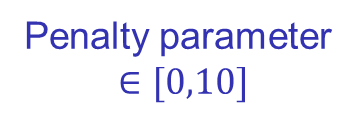 Penalty parameter
∈ [0,10]